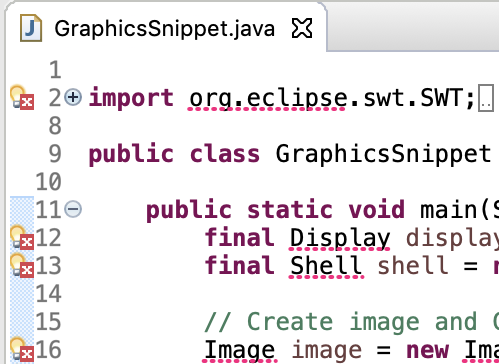 GraphicsSnippet.java
1
2 import org.eclipse.swt.SWT;
8
9 public class GraphicsSnippet
10
11 public static void main(S
12 final Display display
13 final Shell shell = n
14
15 // Create image and
16 Image image = new Ima